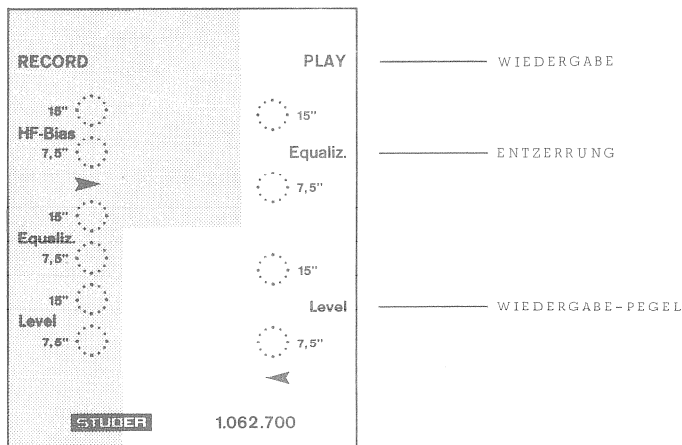 RECORD
15"
HF-Bias
7,5"
15"
Equaliz.
7,5"
15"
Level
7,5"
PLAY
15"
Equaliz.
7,5"
15"
Level
7,5"
STUDER 1.062.700
WIEDERGABE
ENTZERRUNG
WIEDERGABE-PEGEL